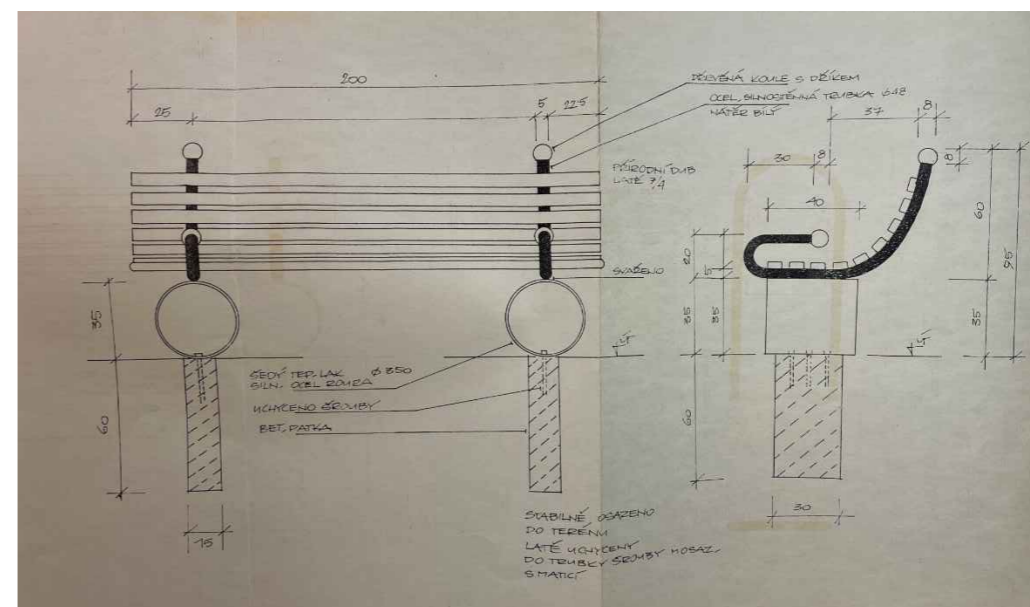 200
25
5
22.5
DŘEVĚNÁ KOULE S DŘÍKEM
OCEL. SILNOSTĚNNÁ TRUBKA ∅48
NÁTĚR BÍLÝ
37
8
8
30
8
PŘÍRODNÍ DUB
LATĚ
40
60
95
20
5
SVAŘENO
35
35
35
35
Ú.T.
Ú.T.
ŠEDÝ TEP. LAK ∅350
SILN. OCEL ROURA
UCHYCENO ŠROUBY
BET. PATKA
60
60
15
30
STABILNĚ OSAZENO
DO TERÉNU
LATĚ UCHYCENY
DO TRUBKY ŠROUBY MOSAZ.
S MATICÍ